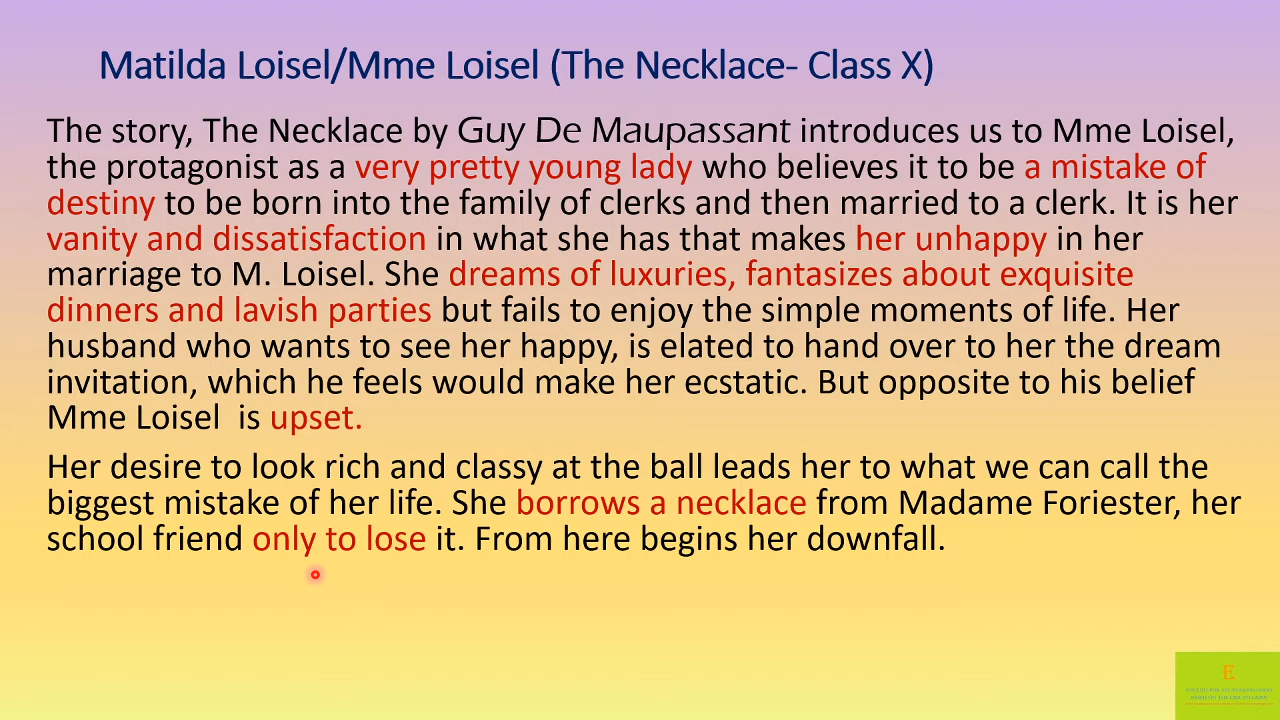 Matilda Loisel/Mme Loisel (The Necklace- Class X)
The story, The Necklace by Guy De Maupassant introduces us to Mme Loisel,
the protagonist as a very pretty young lady who believes it to be a mistake of
destiny to be born into the family of clerks and then married to a clerk. It is her
vanity and dissatisfaction in what she has that makes her unhappy in her
marriage to M. Loisel. She dreams of luxuries, fantasizes about exquisite
dinners and lavish parties but fails to enjoy the simple moments of life. Her
husband who wants to see her happy, is elated to hand over to her the dream
invitation, which he feels would make her ecstatic. But opposite to his belief
Mme Loisel is upset.
Her desire to look rich and classy at the ball leads her to what we can call the
biggest mistake of her life. She borrows a necklace from Madame Foriester, her
school friend only to lose it. From here begins her downfall.
E